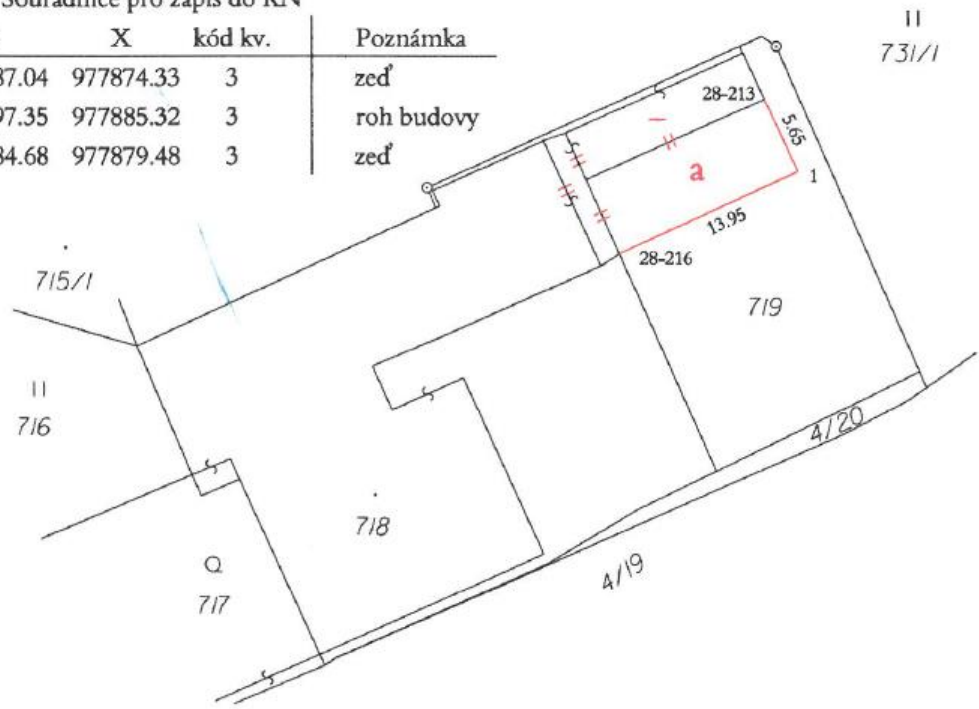 Souřadnice pro zápis do KN
X kód kv. Poznámka
87.04 977874.33 3 zeď
97.35 977885.32 3 roh budovy
84.68 977879.48 3 zeď
731/1
28-213
5.65
a
1
13.95
28-216
715/1
719
716
4/20
718
717
4/19